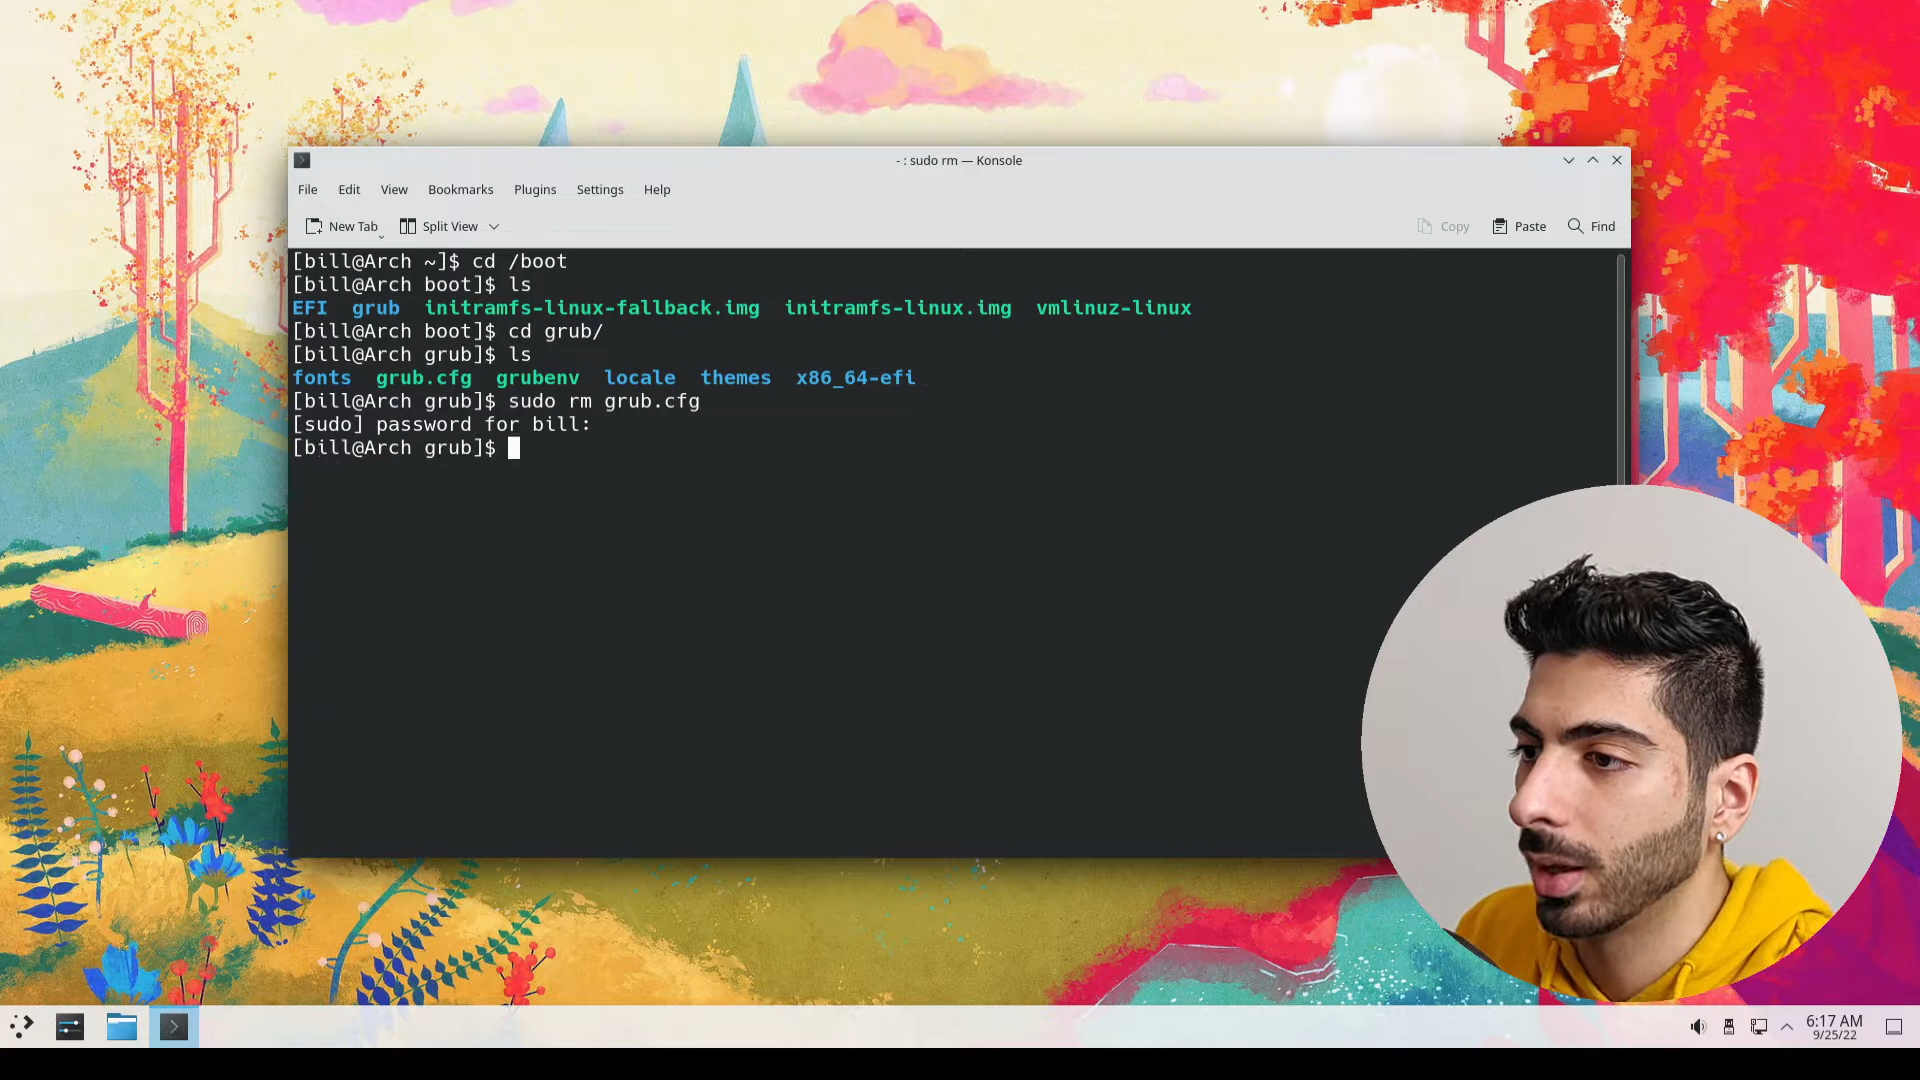 - : sudo rm — Konsole
File Edit View Bookmarks Plugins Settings Help
New Tab Split View Copy Paste Find
[bill@Arch ~]$ cd /boot
[bill@Arch boot]$ ls
EFI grub initramfs-linux-fallback.img initramfs-linux.img vmlinuz-linux
[bill@Arch boot]$ cd grub/
[bill@Arch grub]$ ls
fonts grub.cfg grubenv locale themes x86_64-efi
[bill@Arch grub]$ sudo rm grub.cfg
[sudo] password for bill:
[bill@Arch grub]$
6:17 AM
9/25/22